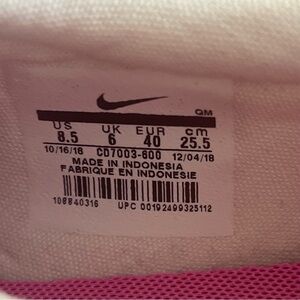 QM
US UK EUR cm
8.5 6 40 25.5
10/16/18 CD7003-600 12/04/18
MADE IN INDONESIA
FABRIQUE EN INDONESIE
108840316 UPC 00192499325112